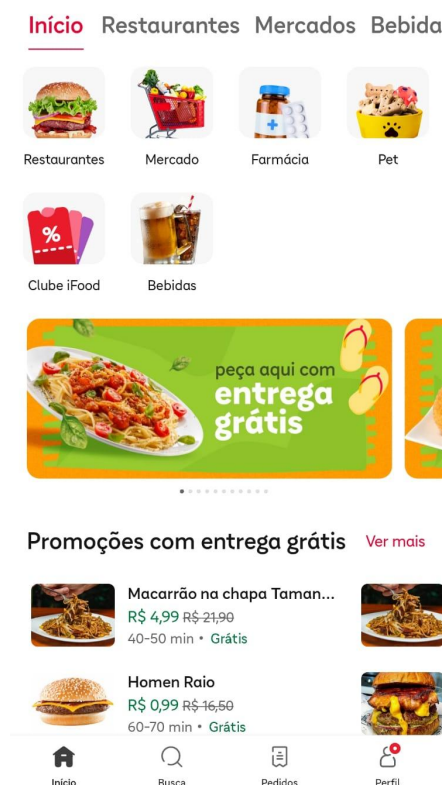 Início Restaurantes Mercados Bebida
Restaurantes Mercado Farmácia Pet
%
Clube iFood Bebidas
peça aqui com
entrega
grátis
Promoções com entrega grátis Ver mais
Macarrão na chapa Taman...
R$ 4,99 R$ 21,90
40-50 min • Grátis
Homen Raio
R$ 0,99 R$ 16,50
60-70 min • Grátis
Início Busca Pedidos Perfil